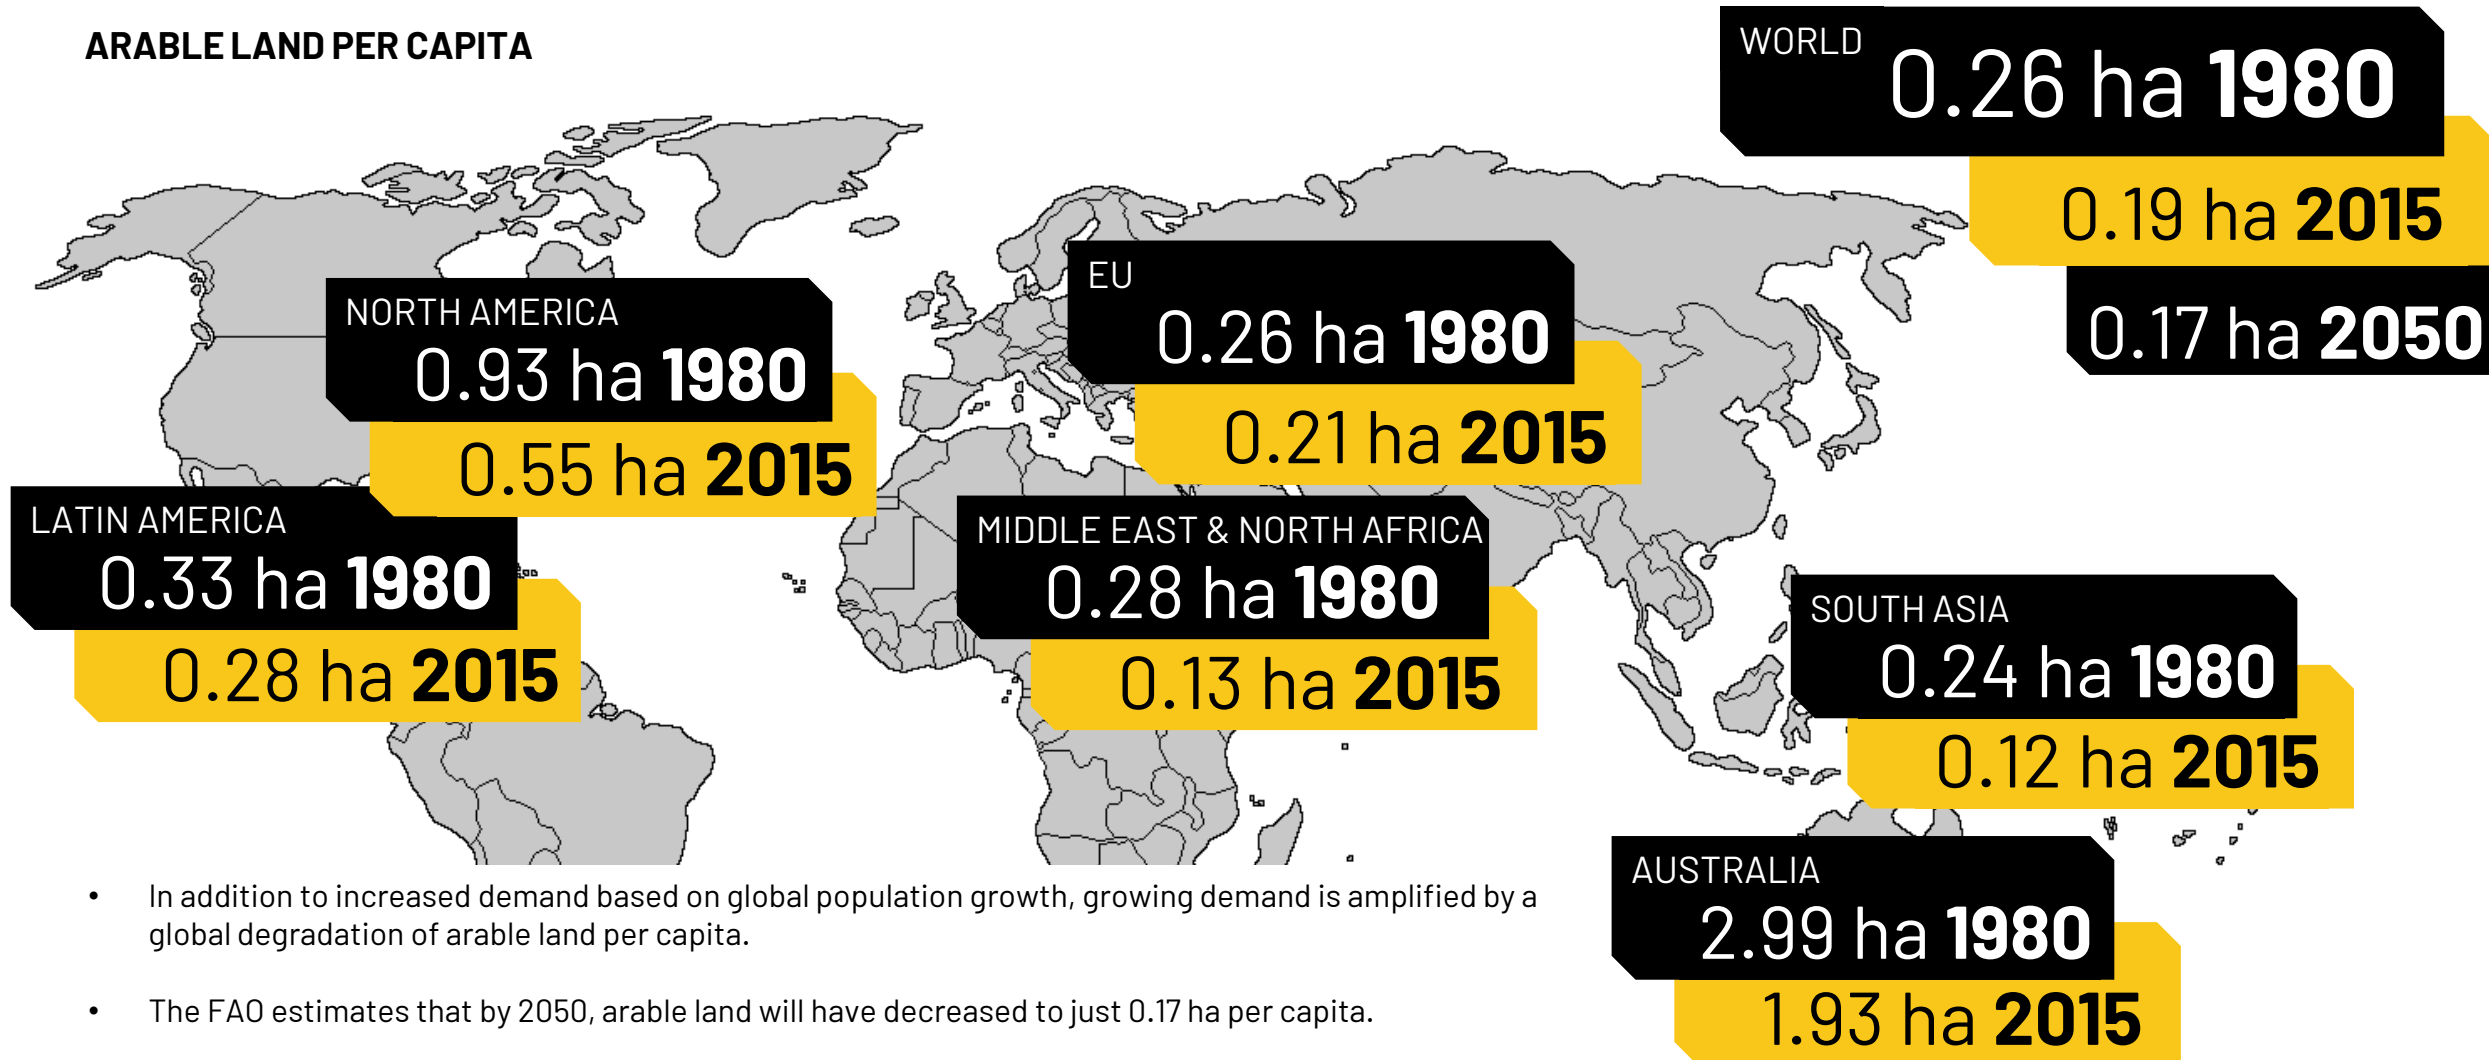 ARABLE LAND PER CAPITA
WORLD
0.26 ha 1980
0.19 ha 2015
0.17 ha 2050
NORTH AMERICA
0.93 ha 1980
0.55 ha 2015
EU
0.26 ha 1980
0.21 ha 2015
LATIN AMERICA
0.33 ha 1980
0.28 ha 2015
MIDDLE EAST & NORTH AFRICA
0.28 ha 1980
0.13 ha 2015
SOUTH ASIA
0.24 ha 1980
0.12 ha 2015
AUSTRALIA
2.99 ha 1980
1.93 ha 2015
• In addition to increased demand based on global population growth, growing demand is amplified by a
global degradation of arable land per capita.
• The FAO estimates that by 2050, arable land will have decreased to just 0.17 ha per capita.